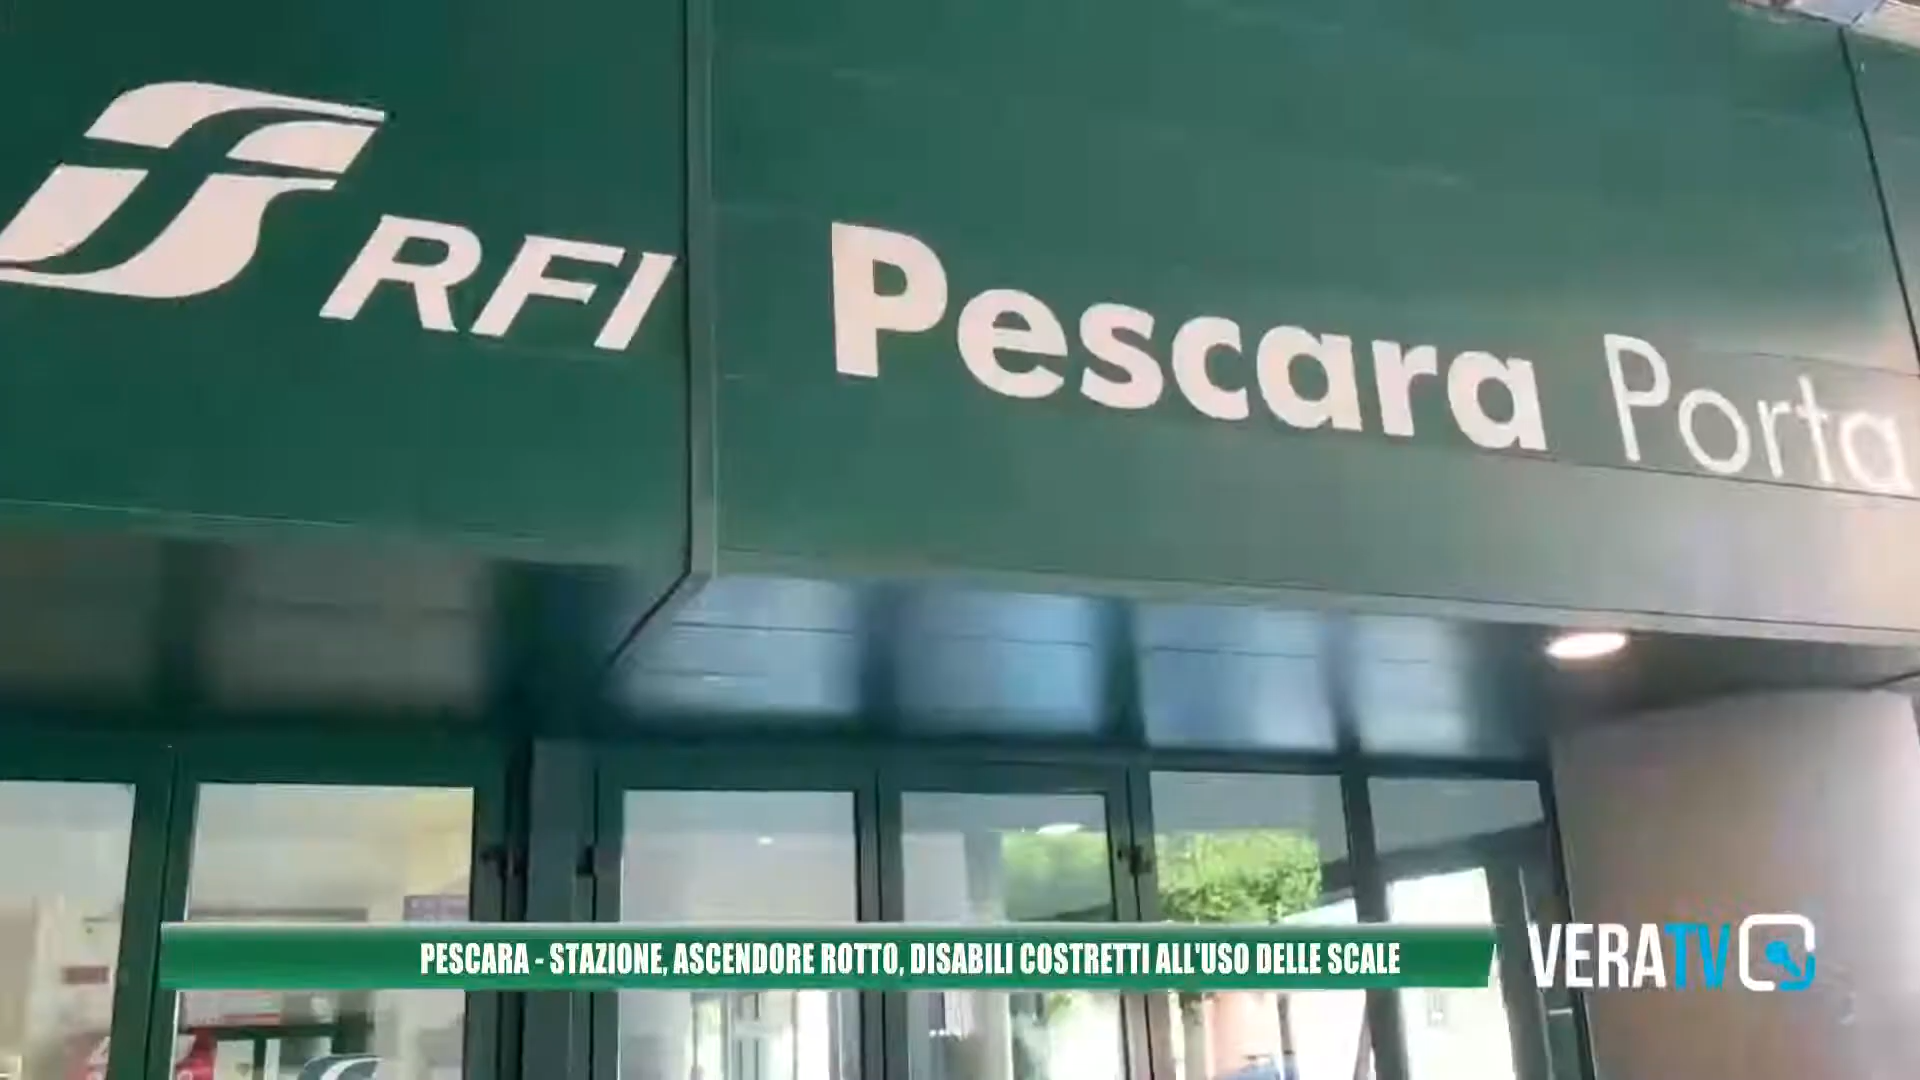 RFI
Pescara Porta
PESCARA - STAZIONE, ASCENDORE ROTTO, DISABILI COSTRETTI ALL'USO DELLE SCALE
VERATV